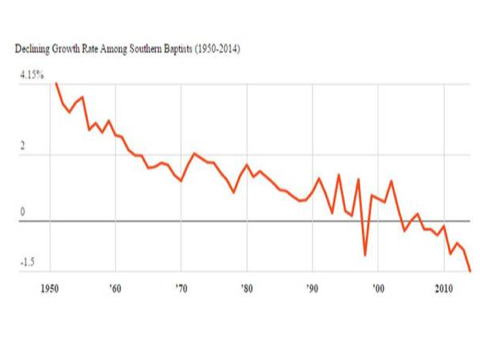 Declining Growth Rate Among Southern Baptists (1950-2014)
4.15%
2
0
-1.5
1950 '60 '70 '80 '90 '00 2010